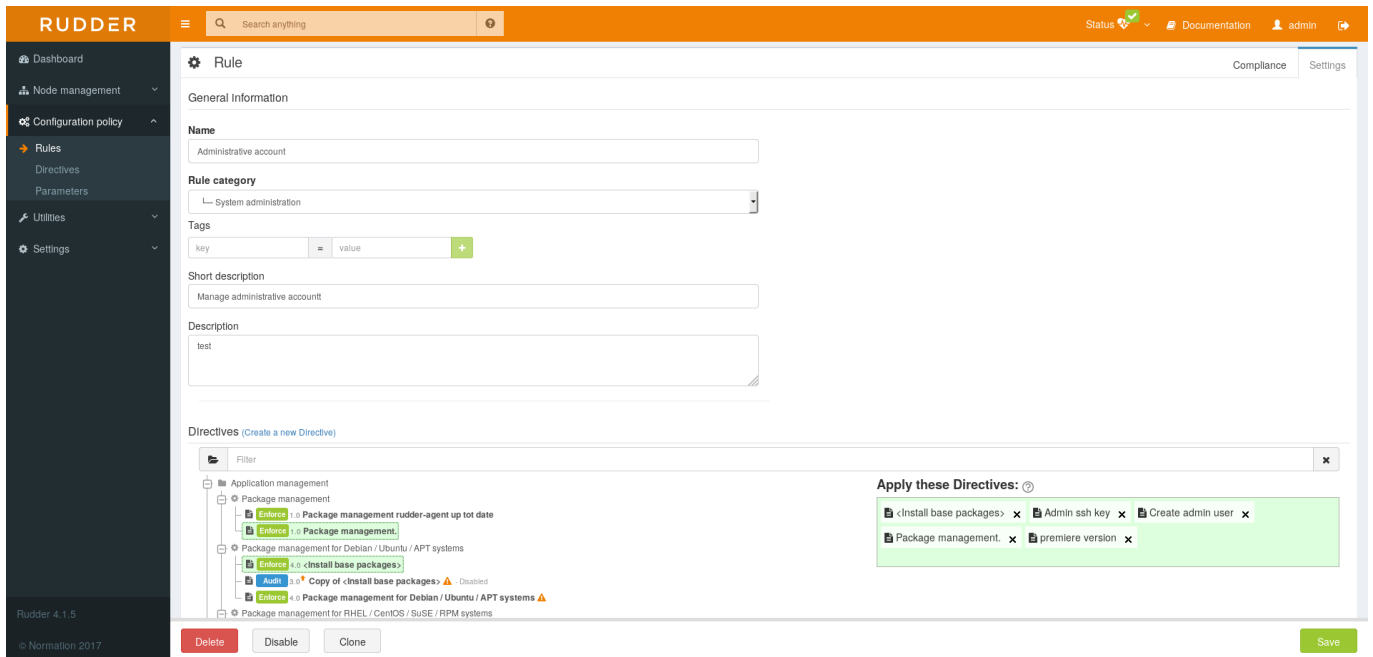 RUDDER
Search anything
Status
Documentation
admin
Dashboard
Node management
Configuration policy
Rules
Directives
Parameters
Utilities
Settings
Rudder 4.1.5
© Normation 2017
Rule
Compliance
Settings
General information
Name
Administrative account
Rule category
System administration
Tags
key
=
value
+
Short description
Manage administrative accountt
Description
test
Directives (Create a new Directive)
Filter
Application management
Package management
Enforce 1.0 Package management rudder-agent up tot date
Enforce 1.0 Package management.
Package management for Debian / Ubuntu / APT systems
Enforce 4.0 <Install base packages>
Audit 3.0 Copy of <Install base packages> - Disabled
Enforce 4.0 Package management for Debian / Ubuntu / APT systems
Package management for RHEL / CentOS / SuSE / RPM systems
Apply these Directives:
<Install base packages> Admin ssh key Create admin user
Package management. premiere version
Delete
Disable
Clone
Save